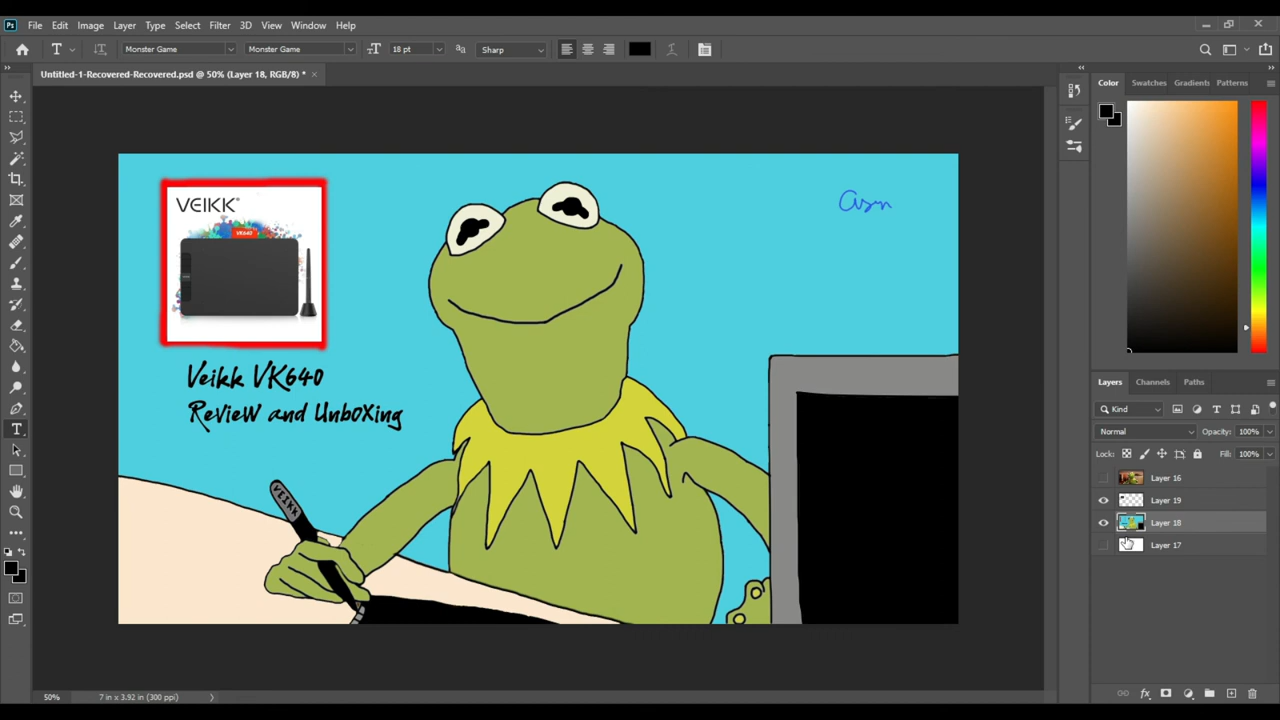 File Edit Image Layer Type Select Filter 3D View Window Help
T Monster Game Monster Game 18 pt Sharp
Untitled-1-Recovered-Recovered.psd @ 50% (Layer 18, RGB/8) *
Color Swatches Gradients Patterns
VEIKK®
VK640
Veikk VK640
Review and Unboxing
VEIKK
Layers Channels Paths
Kind
Normal Opacity: 100%
Lock: Fill: 100%
Layer 16
Layer 19
Layer 18
Layer 17
50% 7 in x 3.92 in (300 ppi)